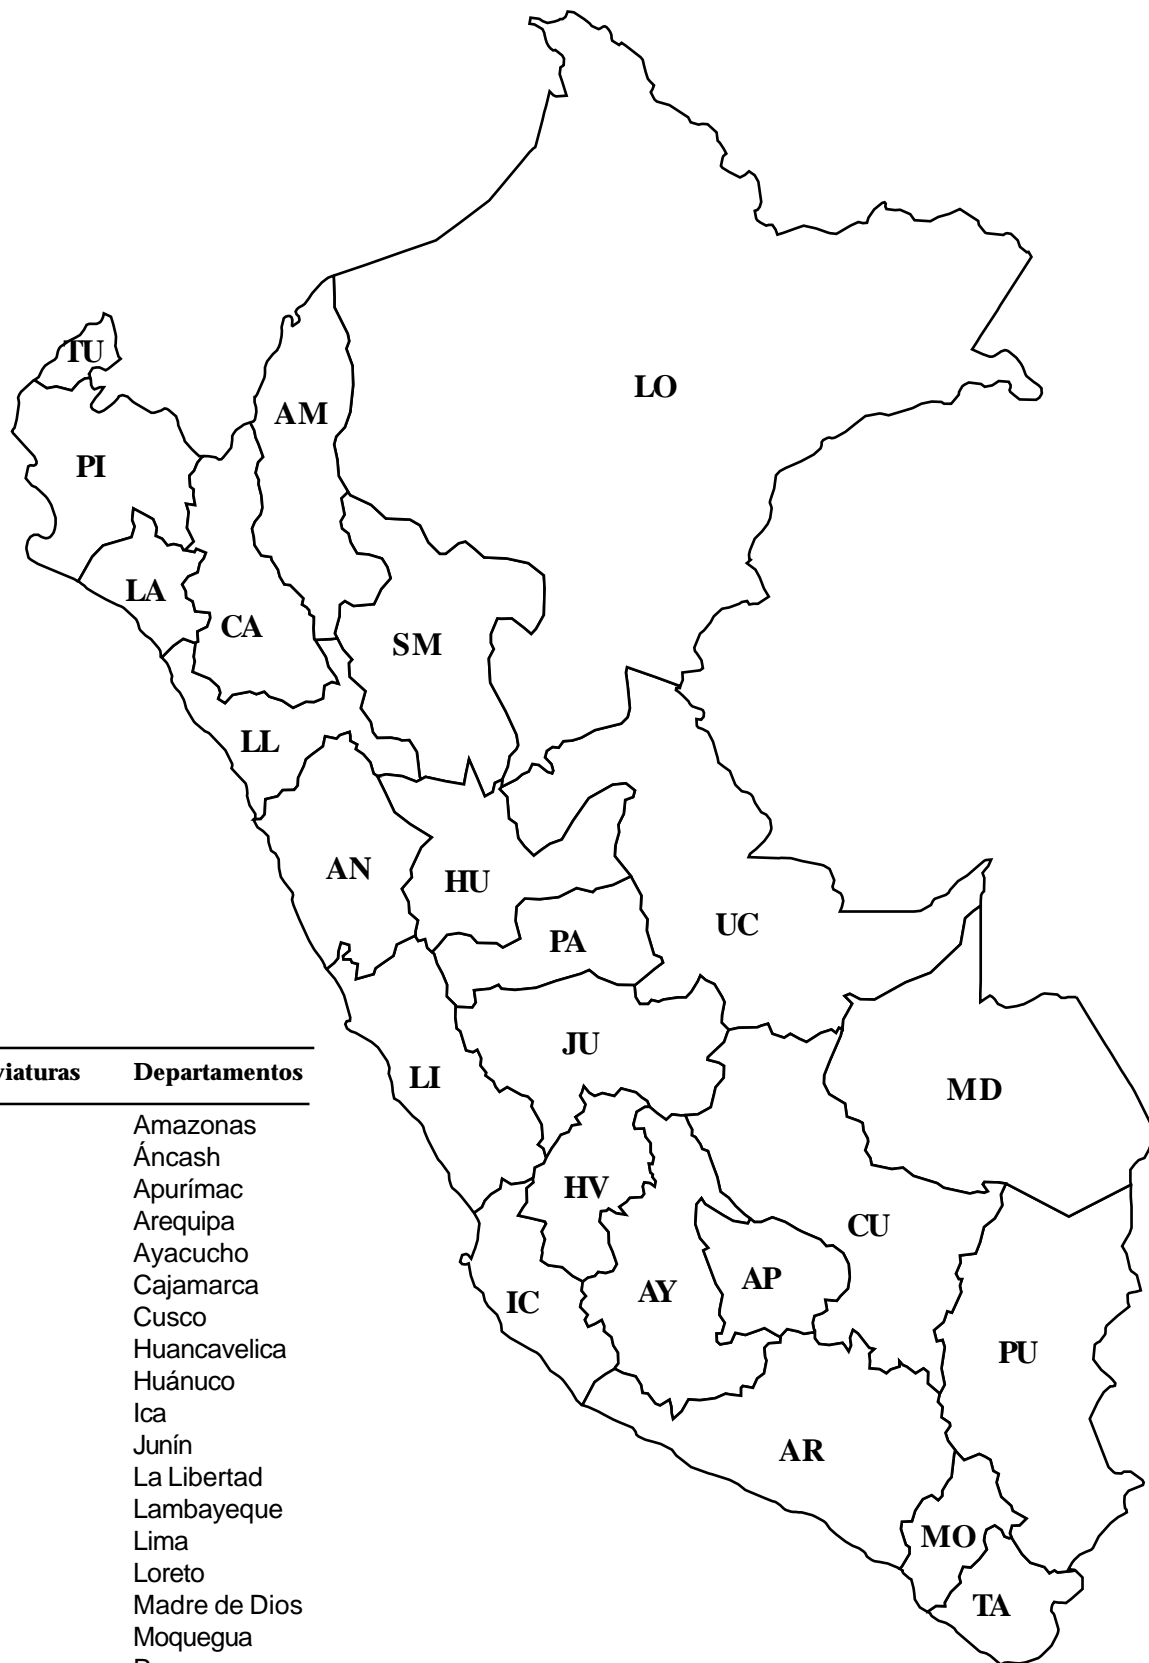 TU
AM
LO
PI
LA
CA
SM
LL
AN
HU
UC
PA
JU
LI
MD
HV
CU
AP
AY
IC
PU
AR
MO
TA
viaturas Departamentos
Amazonas
Áncash
Apurímac
Arequipa
Ayacucho
Cajamarca
Cusco
Huancavelica
Huánuco
Ica
Junín
La Libertad
Lambayeque
Lima
Loreto
Madre de Dios
Moquegua